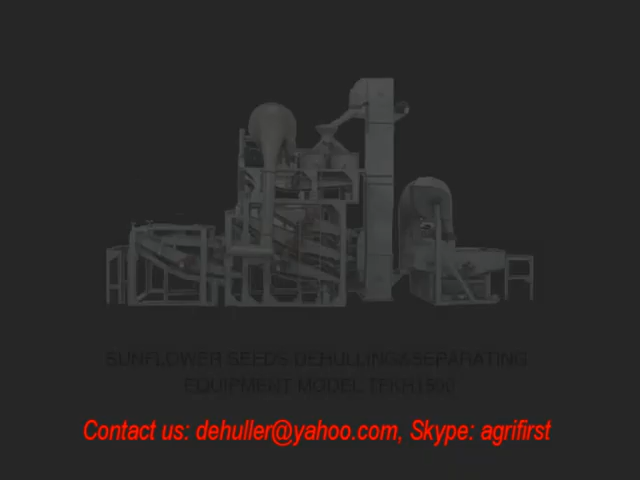 SUNFLOWER SEEDS DEHULLING&SEPARATING
EQUIPMENT MODEL
Contact us: dehuller@yahoo.com, Skype: agrifirst